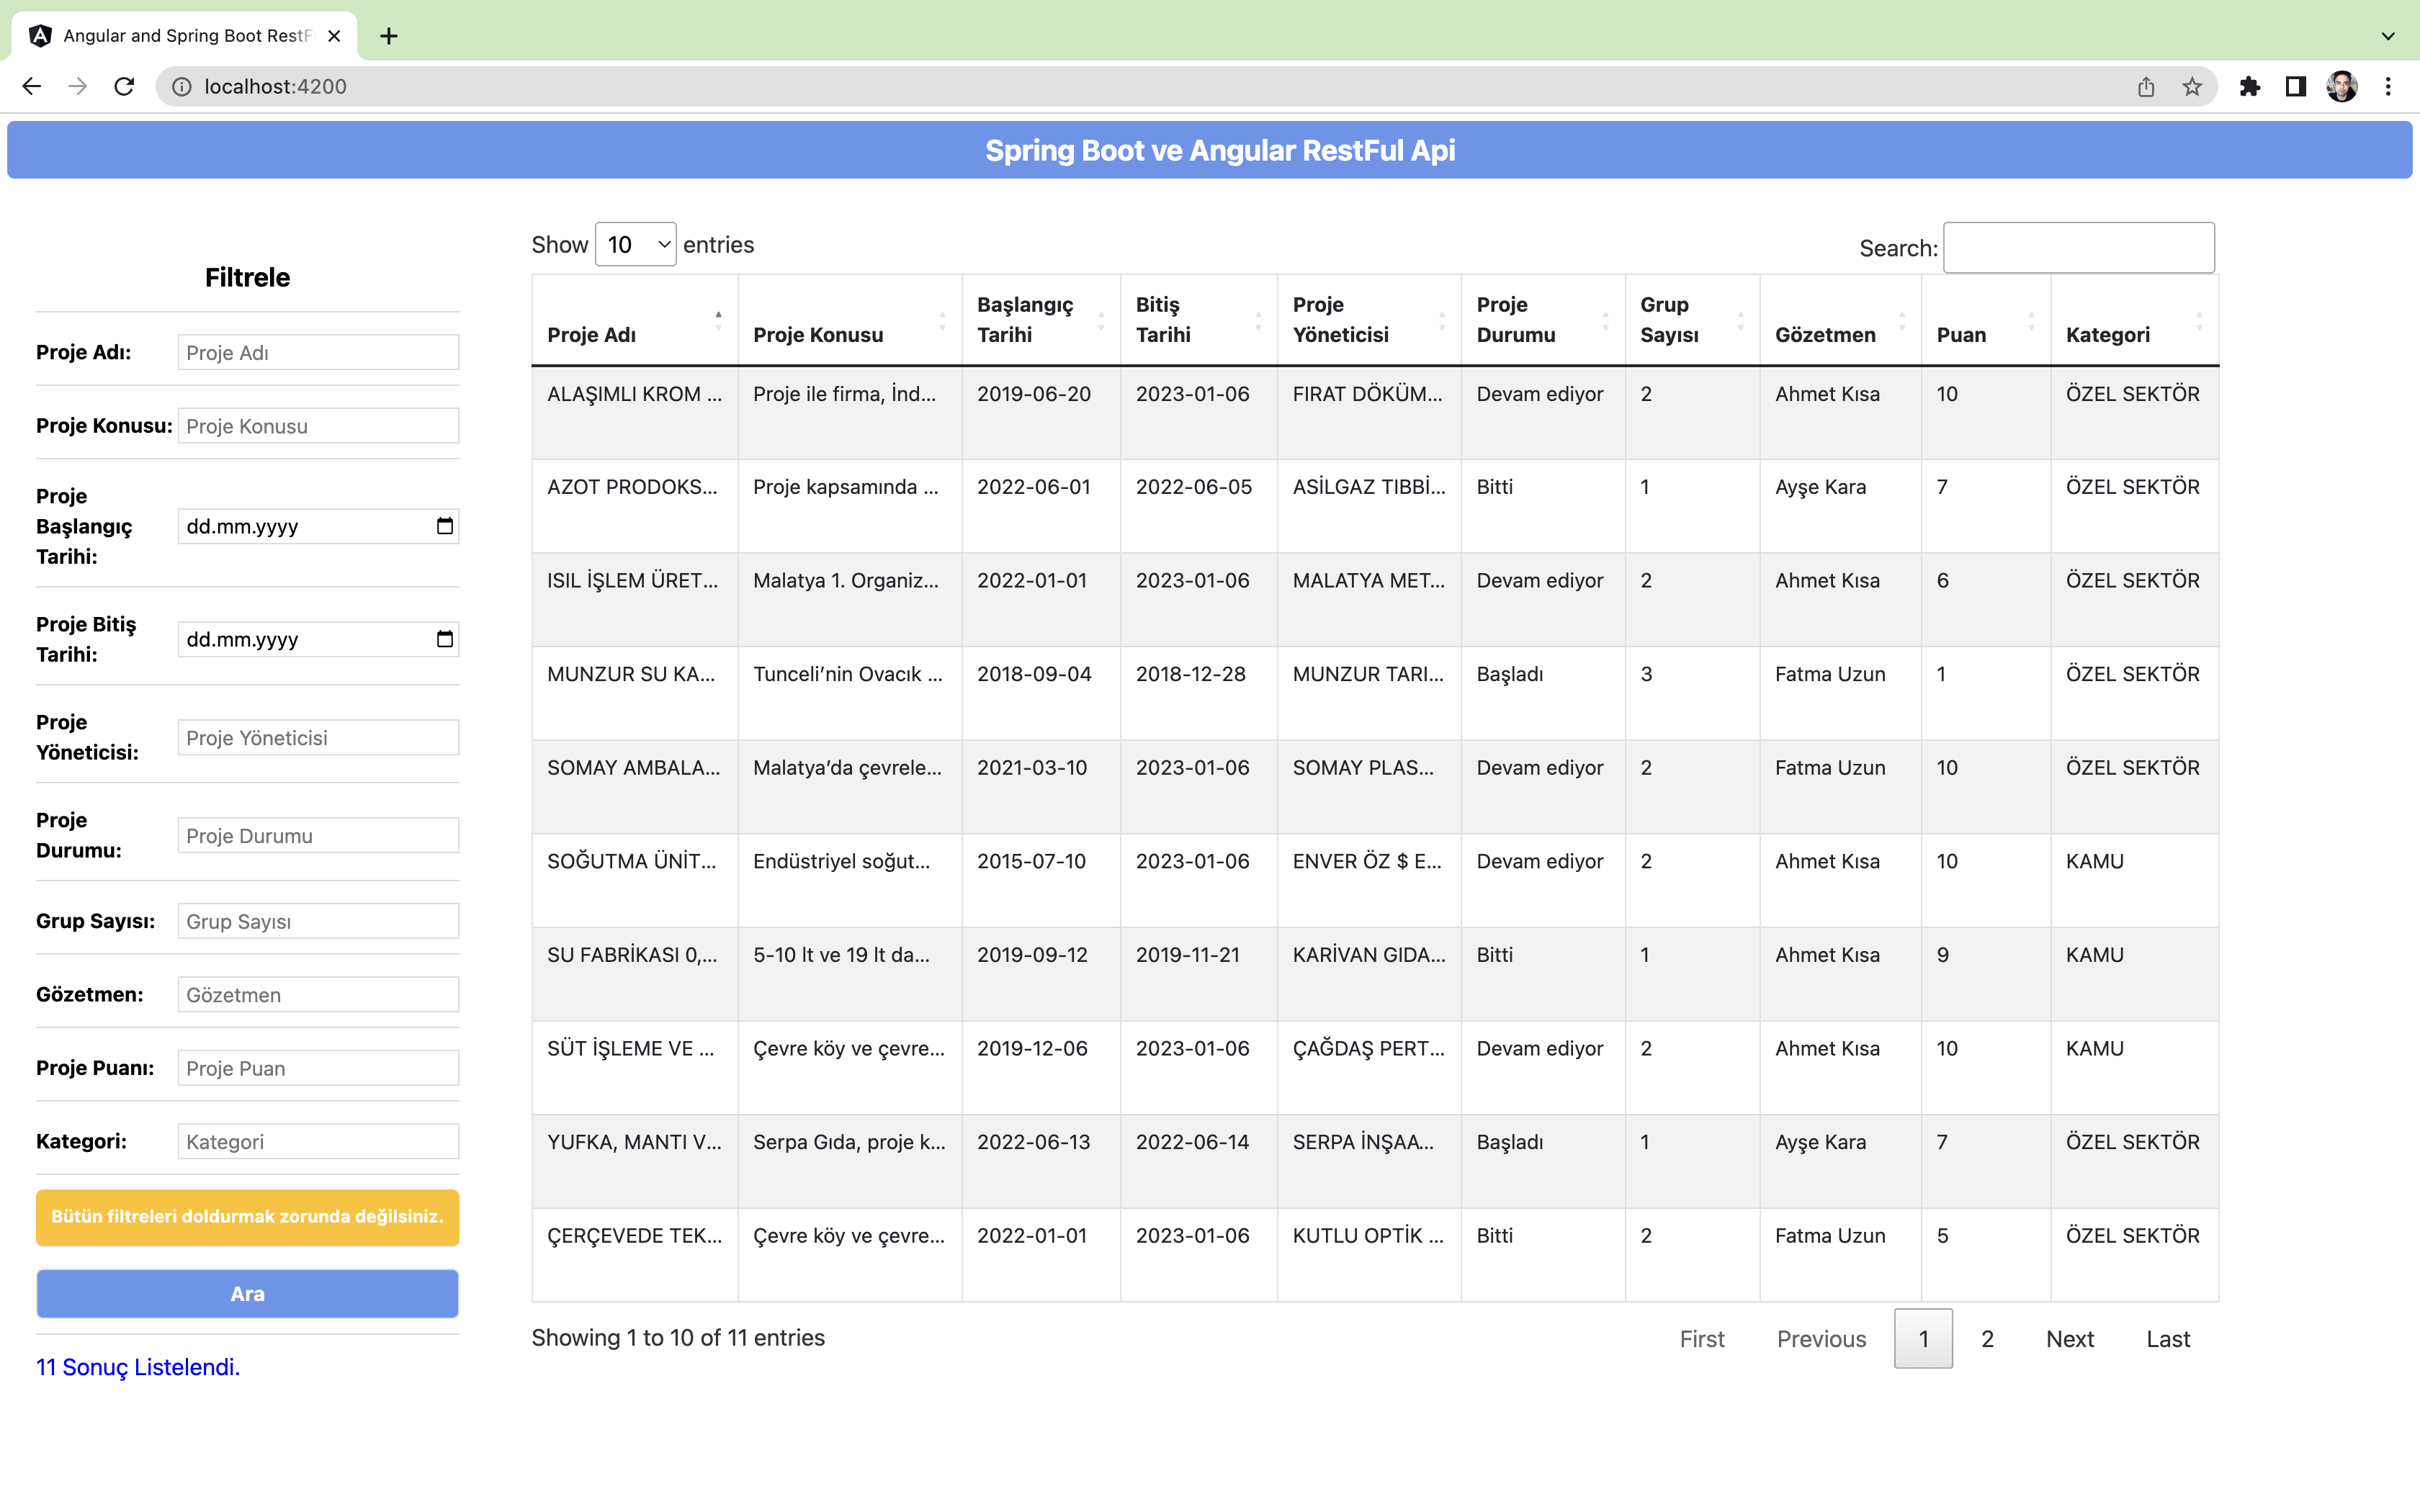 Angular and Spring Boot RestF
localhost:4200
Spring Boot ve Angular RestFul Api
Filtrele
Proje Adı: Proje Adı
Proje Konusu: Proje Konusu
Proje
Başlangıç
Tarihi:
dd.mm.yyyy
Proje Bitiş
Tarihi:
dd.mm.yyyy
Proje
Yöneticisi:
Proje Yöneticisi
Proje
Durumu:
Proje Durumu
Grup Sayısı: Grup Sayısı
Gözetmen: Gözetmen
Proje Puanı: Proje Puan
Kategori: Kategori
Bütün filtreleri doldurmak zorunda değilsiniz.
Ara
11 Sonuç Listelendi.
Show 10 entries
Search:
Proje Adı
Proje Konusu
Başlangıç
Tarihi
Bitiş
Tarihi
Proje
Yöneticisi
Proje
Durumu
Grup
Sayısı
Gözetmen
Puan
Kategori
ALAŞIMLI KROM ... Proje ile firma, İnd... 2019-06-20 2023-01-06 FIRAT DÖKÜM... Devam ediyor 2 Ahmet Kısa 10 ÖZEL SEKTÖR
AZOT PRODOKS... Proje kapsamında ... 2022-06-01 2022-06-05 ASİLGAZ TIBBİ... Bitti 1 Ayşe Kara 7 ÖZEL SEKTÖR
ISIL İŞLEM ÜRET... Malatya 1. Organiz... 2022-01-01 2023-01-06 MALATYA MET... Devam ediyor 2 Ahmet Kısa 6 ÖZEL SEKTÖR
MUNZUR SU KA... Tunceli’nin Ovacık ... 2018-09-04 2018-12-28 MUNZUR TARI... Başladı 3 Fatma Uzun 1 ÖZEL SEKTÖR
SOMAY AMBALA... Malatya’da çevrele... 2021-03-10 2023-01-06 SOMAY PLAS... Devam ediyor 2 Fatma Uzun 10 ÖZEL SEKTÖR
SOĞUTMA ÜNİT... Endüstriyel soğut... 2015-07-10 2023-01-06 ENVER ÖZ $ E... Devam ediyor 2 Ahmet Kısa 10 KAMU
SU FABRİKASI 0,... 5-10 lt ve 19 lt da... 2019-09-12 2019-11-21 KARİVAN GIDA... Bitti 1 Ahmet Kısa 9 KAMU
SÜT İŞLEME VE ... Çevre köy ve çevre... 2019-12-06 2023-01-06 ÇAĞDAŞ PERT... Devam ediyor 2 Ahmet Kısa 10 KAMU
YUFKA, MANTI V... Serpa Gıda, proje k... 2022-06-13 2022-06-14 SERPA İNŞAA... Başladı 1 Ayşe Kara 7 ÖZEL SEKTÖR
ÇERÇEVEDE TEK... Çevre köy ve çevre... 2022-01-01 2023-01-06 KUTLU OPTİK ... Bitti 2 Fatma Uzun 5 ÖZEL SEKTÖR
Showing 1 to 10 of 11 entries
First Previous 1 2 Next Last